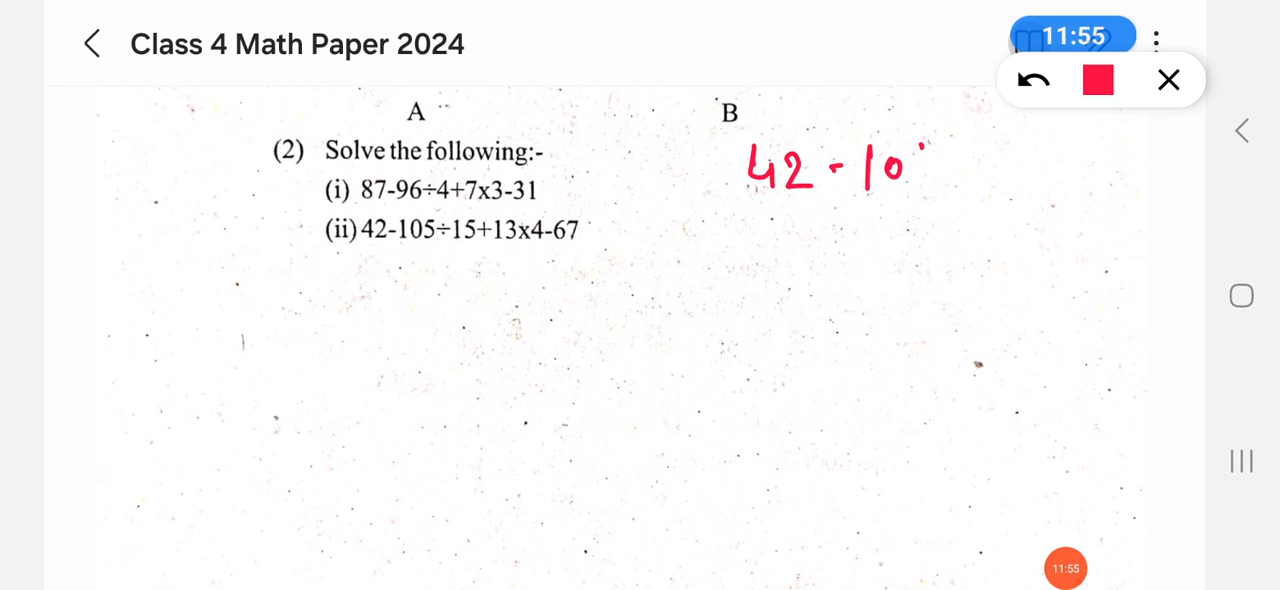 Class 4 Math Paper 2024
11:55
A B
(2) Solve the following:-
(i) 87-96÷4+7x3-31
(ii) 42-105÷15+13x4-67
42-10
11:55